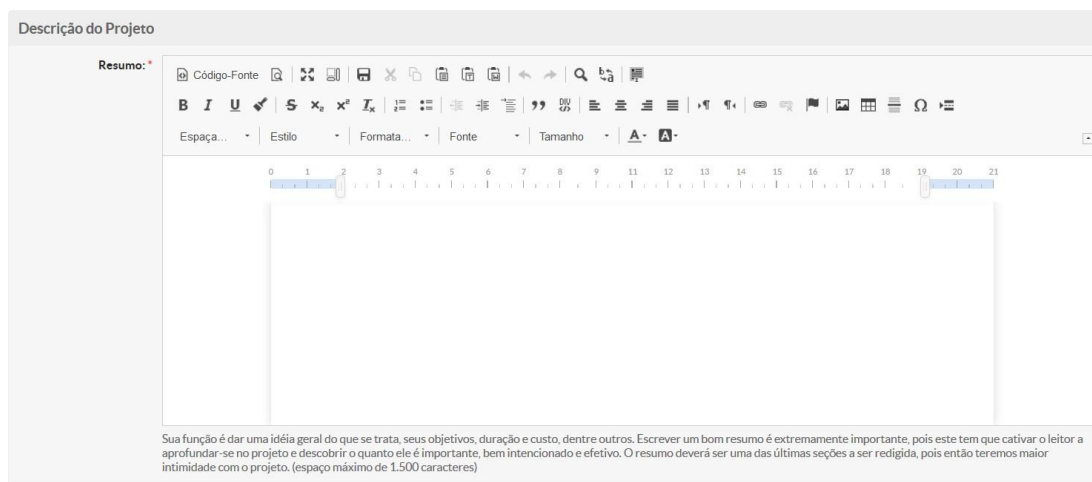 Descrição do Projeto
Resumo: *
Código-Fonte
B I U S x₂ x² Iₓ DIV Ω
Espaça... Estilo Formata... Fonte Tamanho A A
0 1 2 3 4 5 6 7 8 9 11 12 13 14 15 16 17 18 19 20 21
Sua função é dar uma idéia geral do que se trata, seus objetivos, duração e custo, dentre outros. Escrever um bom resumo é extremamente importante, pois este tem que cativar o leitor a
aprofundar-se no projeto e descobrir o quanto ele é importante, bem intencionado e efetivo. O resumo deverá ser uma das últimas seções a ser redigida, pois então teremos maior
intimidade com o projeto. (espaço máximo de 1.500 caracteres)